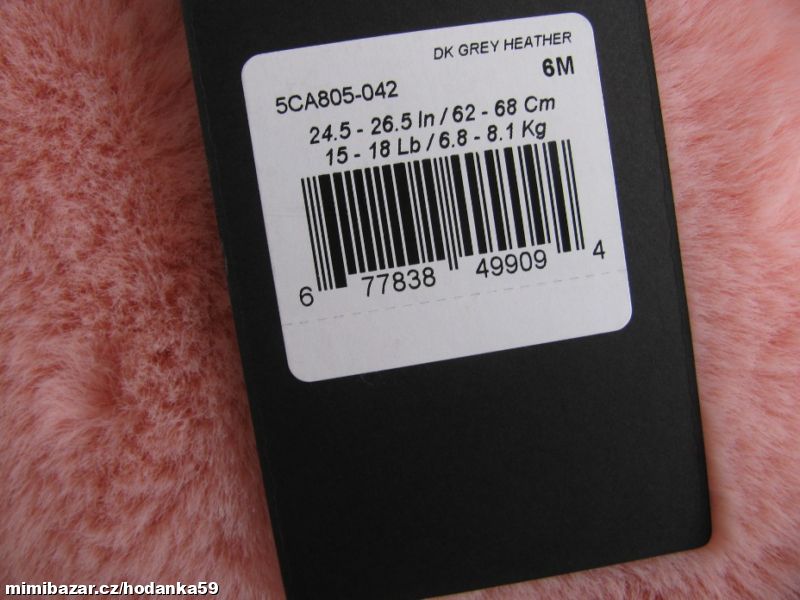 DK GREY HEATHER
5CA805-042 6M
24.5 - 26.5 In / 62 - 68 Cm
15 - 18 Lb / 6.8 - 8.1 Kg
6 77838 49909 4
mimibazar.cz/hodanka59